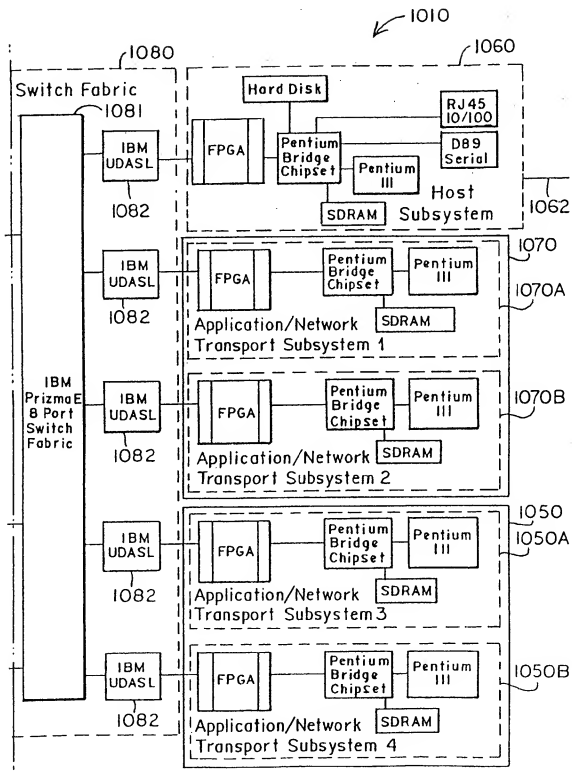 1010
1080
1060
Switch Fabric
1081
Hard Disk
RJ45
10/100
IBM
UDASL
FPGA
Pentium
Bridge
Chipset
D89
Serial
Pentium
III
1082
Host
Subsystem
SDRAM
1062
1070
IBM
UDASL
FPGA
Pentium
Bridge
Chipset
Pentium
III
1070A
1082
SDRAM
Application/Network
Transport Subsystem 1
IBM
PrizmaE
8 Port
Switch
Fabric
IBM
UDASL
FPGA
Pentium
Bridge
Chipset
Pentium
III
1070B
1082
SDRAM
Application/Network
Transport Subsystem 2
1050
IBM
UDASL
FPGA
Pentium
Bridge
Chipset
Pentium
III
1050A
1082
SDRAM
Application/Network
Transport Subsystem 3
IBM
UDASL
FPGA
Pentium
Bridge
Chipset
Pentium
III
1050B
1082
SDRAM
Application/Network
Transport Subsystem 4